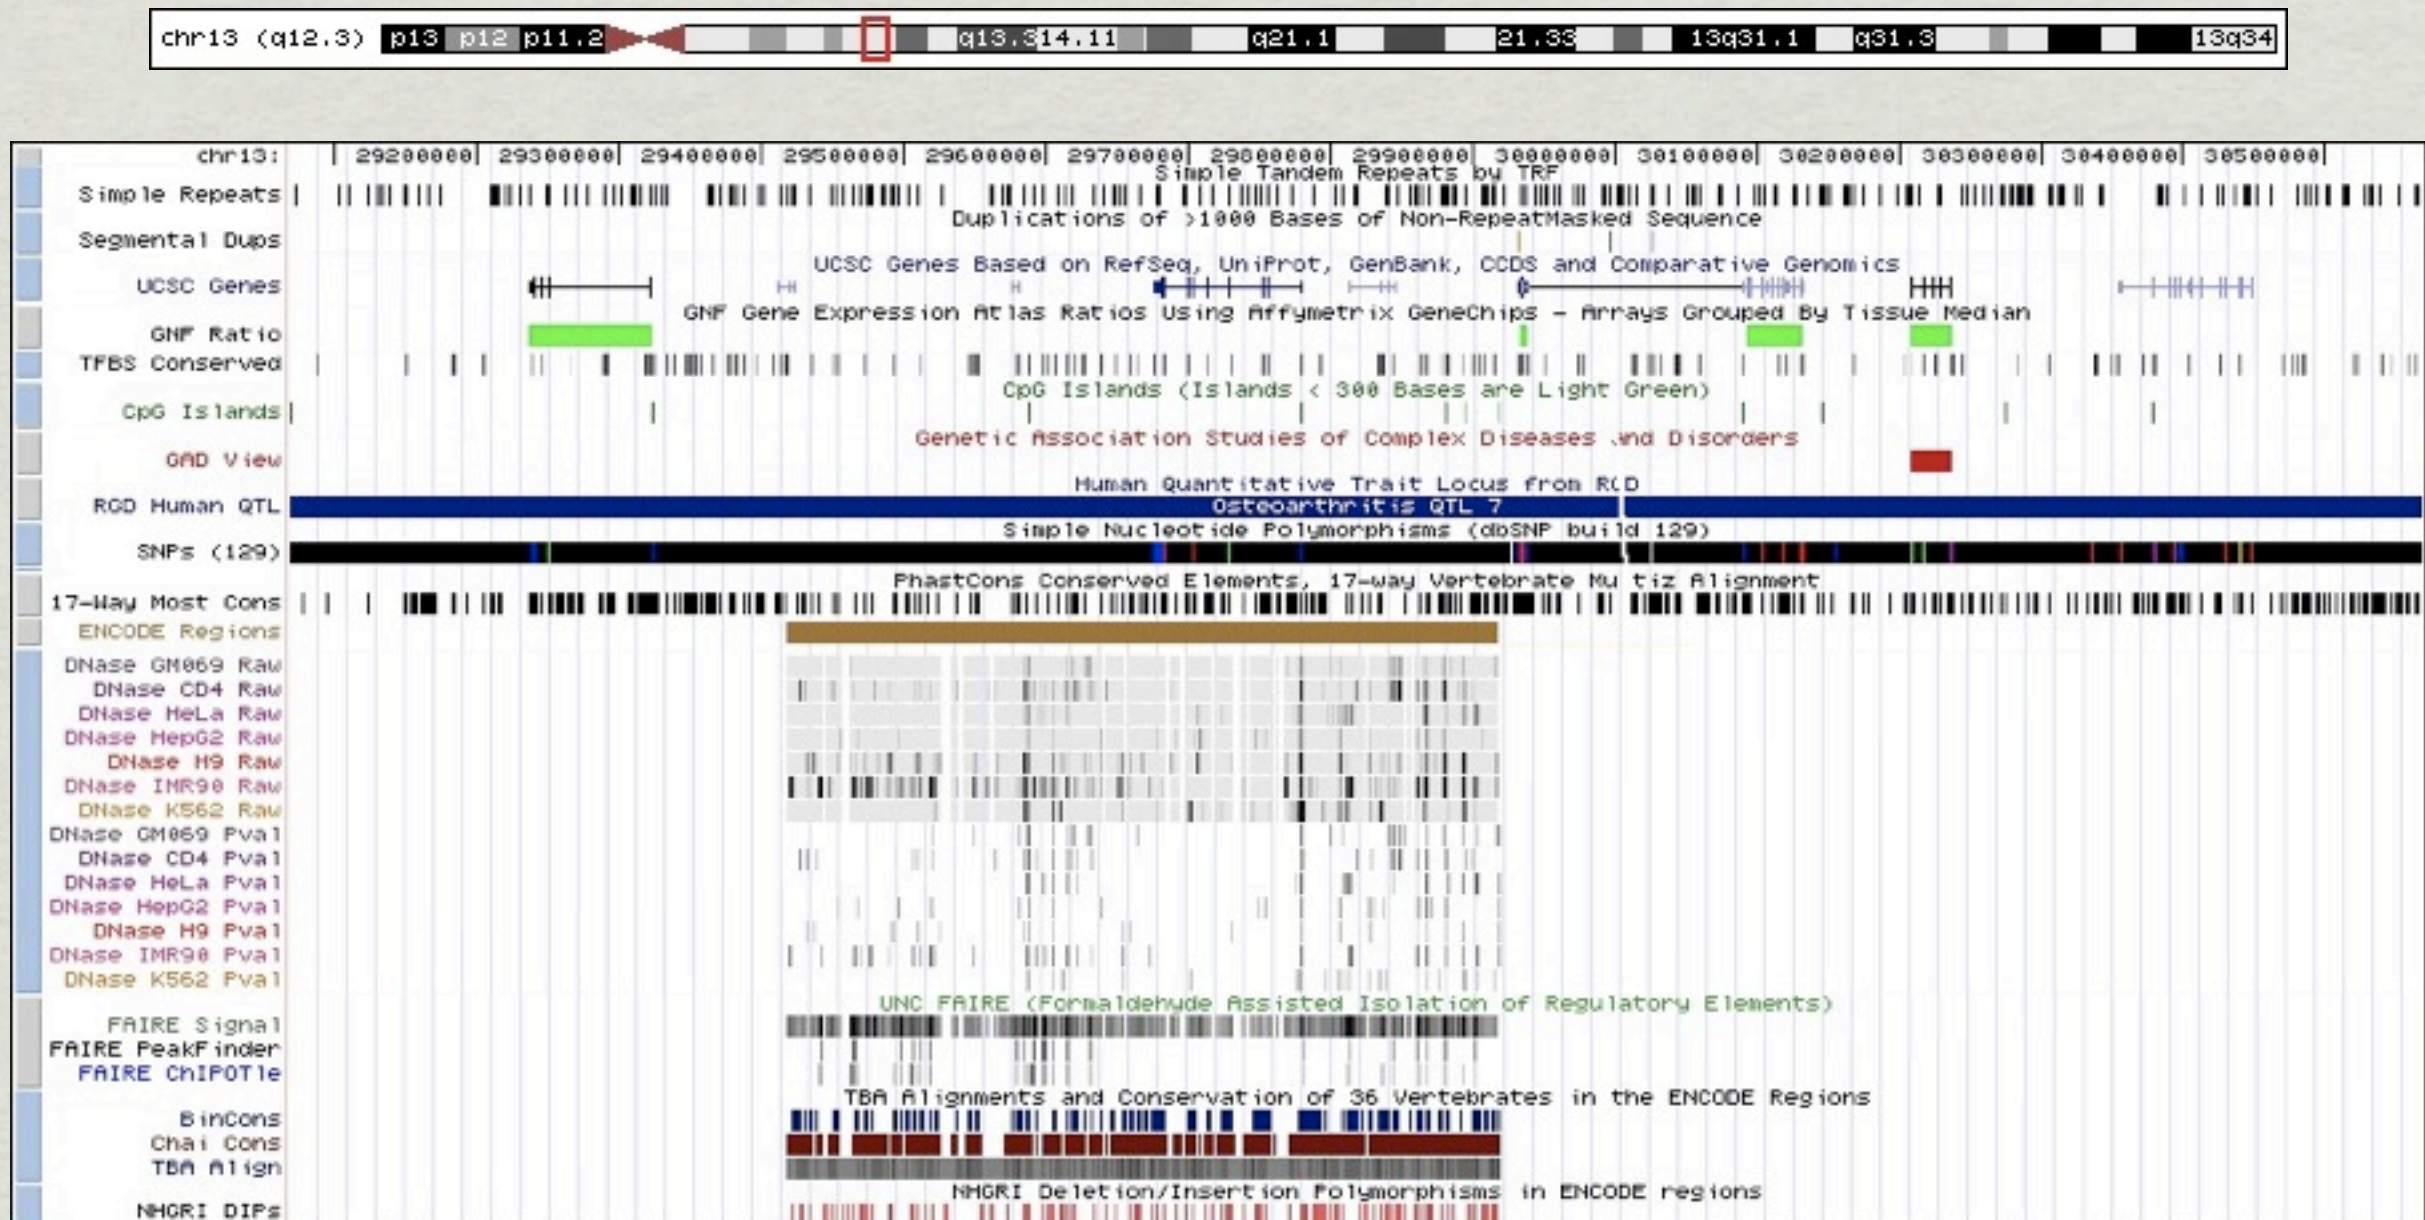 chr13 (q12.3) p13 p12 p11.2 q13.3 14.11 q21.1 21.33 13q31.1 q31.3 13q34
chr13: 29200000 29300000 29400000 29500000 29600000 29700000 29800000 29900000 30000000 30100000 30200000 30300000 30400000 30500000
Simple Tandem Repeats by TRF
Simple Repeats
Duplications of >1000 Bases of Non-RepeatMasked Sequence
Segmental Dups
UCSC Genes Based on RefSeq, UniProt, GenBank, CCDS and Comparative Genomics
UCSC Genes
GNF Gene Expression Atlas Ratios Using Affymetrix GeneChips - Arrays Grouped By Tissue Median
GNF Ratio
TFBS Conserved
CpG Islands (Islands < 300 Bases are Light Green)
CpG Islands
Genetic Association Studies of Complex Diseases and Disorders
GAD View
Human Quantitative Trait Locus from RGD
RGD Human QTL Osteoarthritis QTL 7
Simple Nucleotide Polymorphisms (dbSNP build 129)
SNPs (129)
PhastCons Conserved Elements, 17-way Vertebrate Multiz Alignment
17-Way Most Cons
ENCODE Regions
DNase GM069 Raw
DNase CD4 Raw
DNase HeLa Raw
DNase HepG2 Raw
DNase H9 Raw
DNase IMR90 Raw
DNase K562 Raw
DNase GM069 Pval
DNase CD4 Pval
DNase HeLa Pval
DNase HepG2 Pval
DNase H9 Pval
DNase IMR90 Pval
DNase K562 Pval
UNC FAIRE (Formaldehyde Assisted Isolation of Regulatory Elements)
FAIRE Signal
FAIRE PeakFinder
FAIRE ChIPOTle
TBA Alignments and Conservation of 36 Vertebrates in the ENCODE Regions
BinCons
Chai Cons
TBA Align
NHGRI Deletion/Insertion Polymorphisms in ENCODE regions
NHGRI DIPs